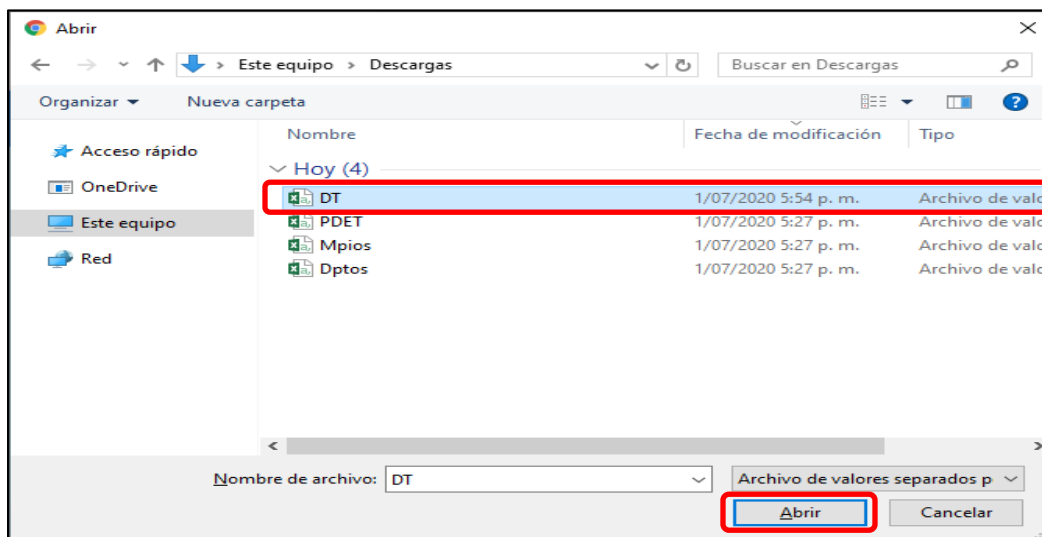 Abrir
Este equipo > Descargas
Buscar en Descargas
Organizar
Nueva carpeta
Nombre
Fecha de modificación
Tipo
Acceso rápido
OneDrive
Este equipo
Red
Hoy (4)
DT 1/07/2020 5:54 p. m. Archivo de valo
PDET 1/07/2020 5:27 p. m. Archivo de valo
Mpios 1/07/2020 5:27 p. m. Archivo de valo
Dptos 1/07/2020 5:27 p. m. Archivo de valo
Nombre de archivo: DT
Archivo de valores separados p
Abrir
Cancelar